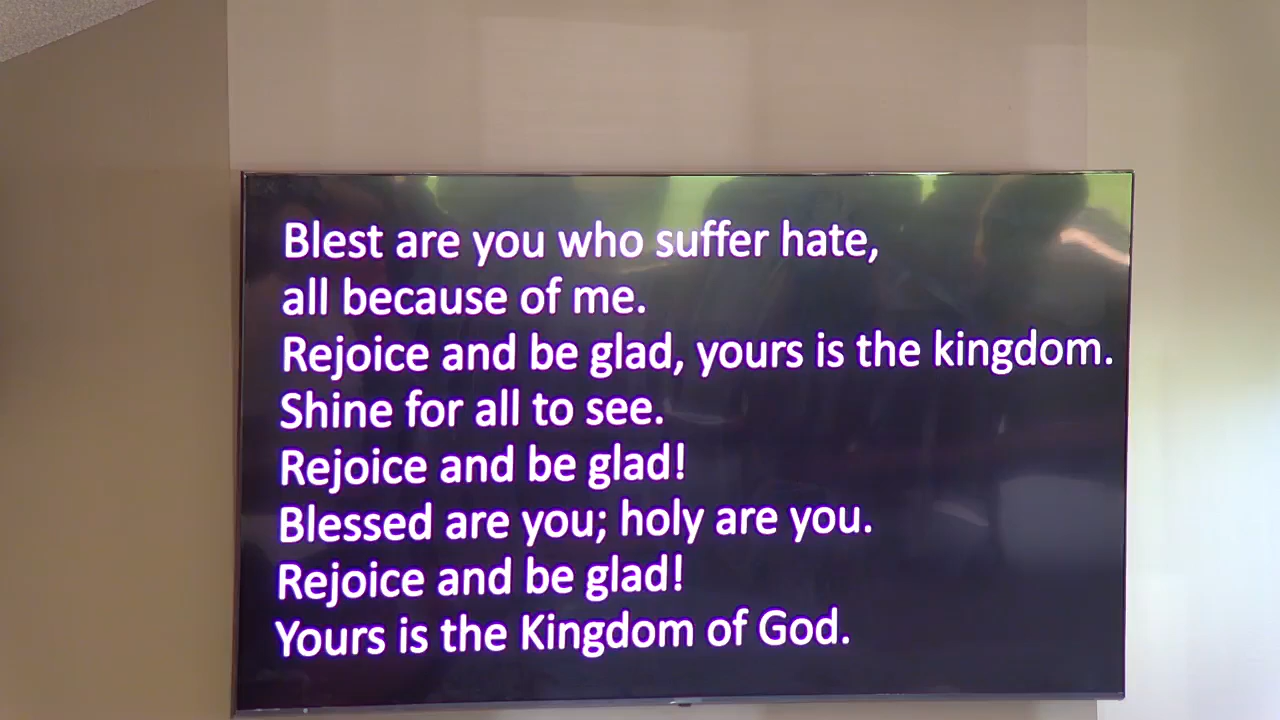 Blest are you who suffer hate,
all because of me.
Rejoice and be glad, yours is the kingdom.
Shine for all to see.
Rejoice and be glad!
Blessed are you; holy are you.
Rejoice and be glad!
Yours is the Kingdom of God.